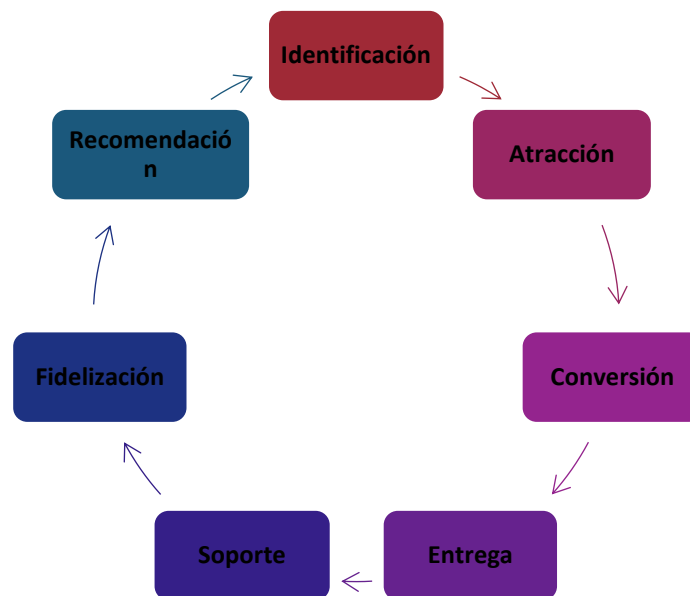 Identificación
Atracción
Conversión
Entrega
Soporte
Fidelización
Recomendació
n